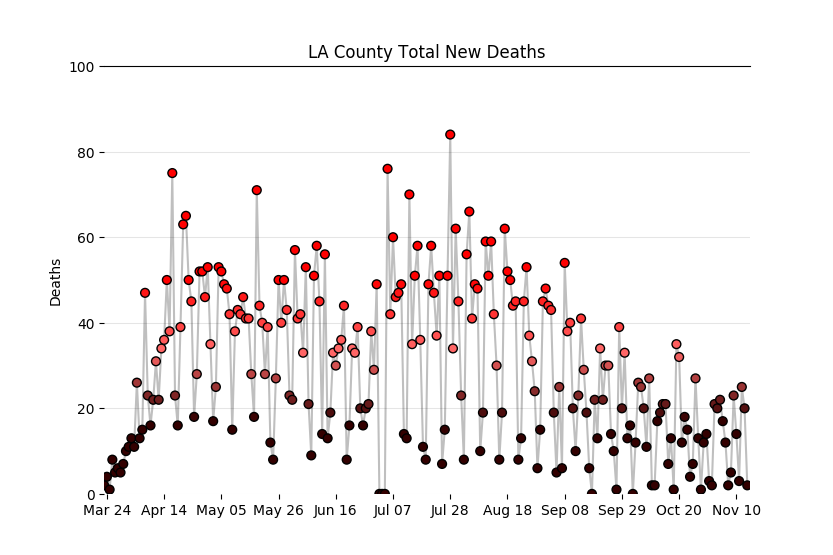 LA County Total New Deaths
100
80
60
40
20
0
Deaths
Mar 24 Apr 14 May 05 May 26 Jun 16 Jul 07 Jul 28 Aug 18 Sep 08 Sep 29 Oct 20 Nov 10